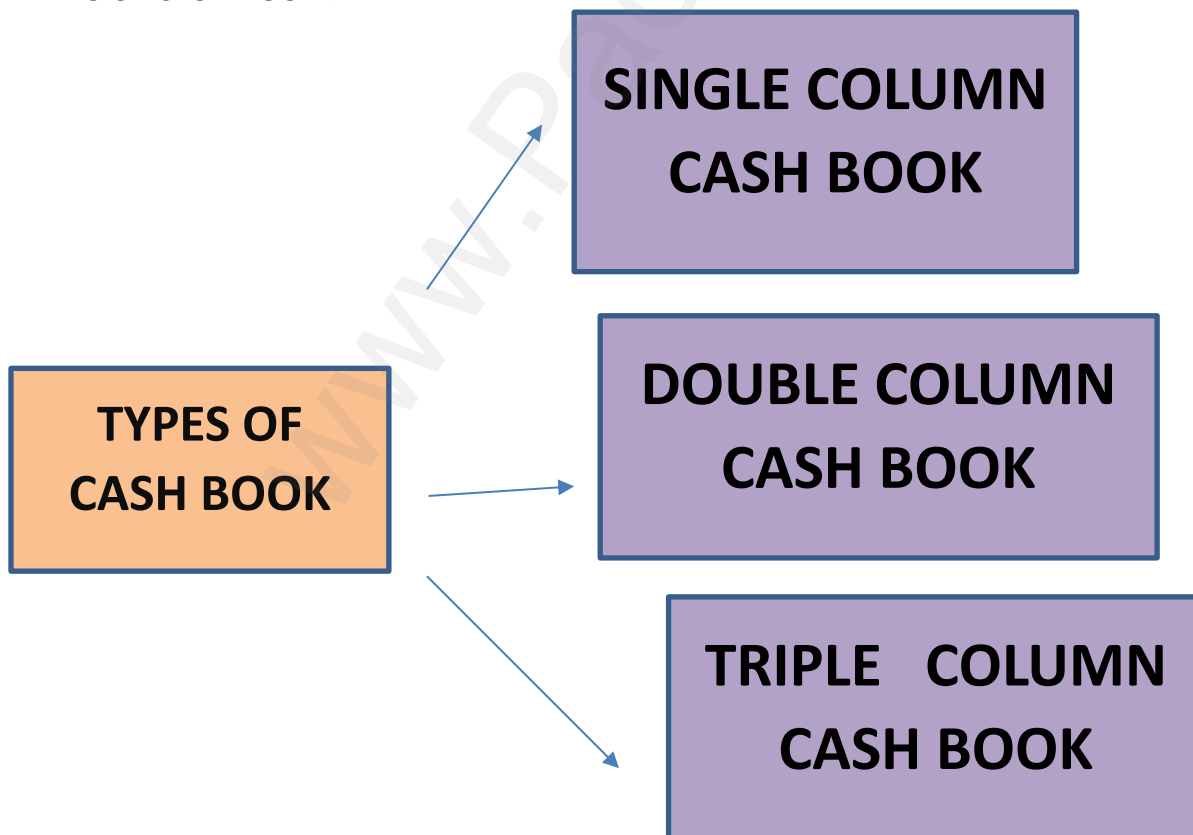 SINGLE COLUMN
CASH BOOK
DOUBLE COLUMN
CASH BOOK
TYPES OF
CASH BOOK
TRIPLE COLUMN
CASH BOOK